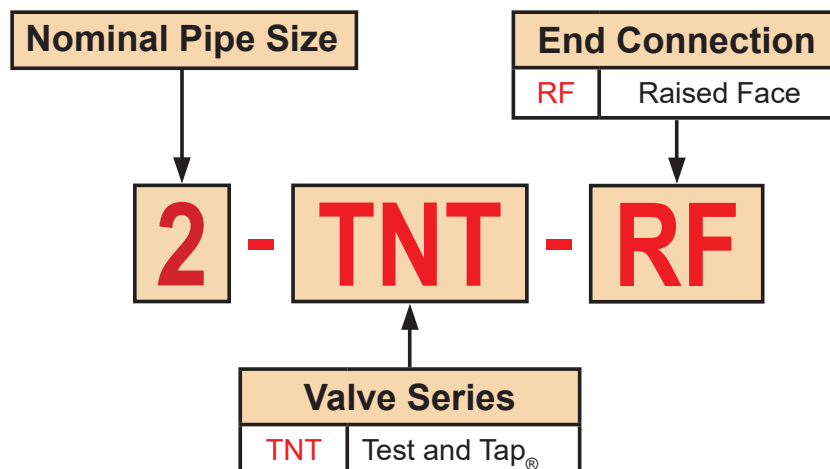 Nominal Pipe Size
End Connection
RF Raised Face
2 - TNT - RF
Valve Series
TNT Test and Tap®